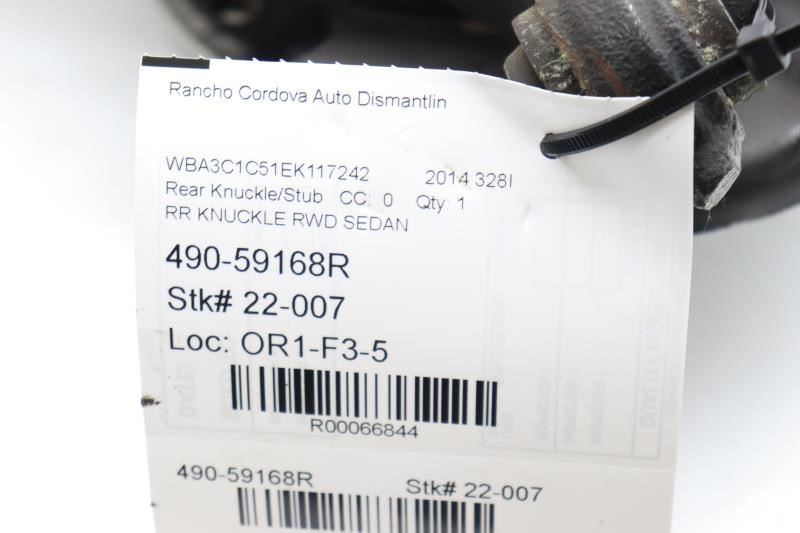 Rancho Cordova Auto Dismantlin
WBA3C1C51EK117242 2014 328I
Rear Knuckle/Stub CC: 0 Qty: 1
RR KNUCKLE RWD SEDAN
490-59168R
Stk# 22-007
Loc: OR1-F3-5
R00066844
490-59168R Stk# 22-007